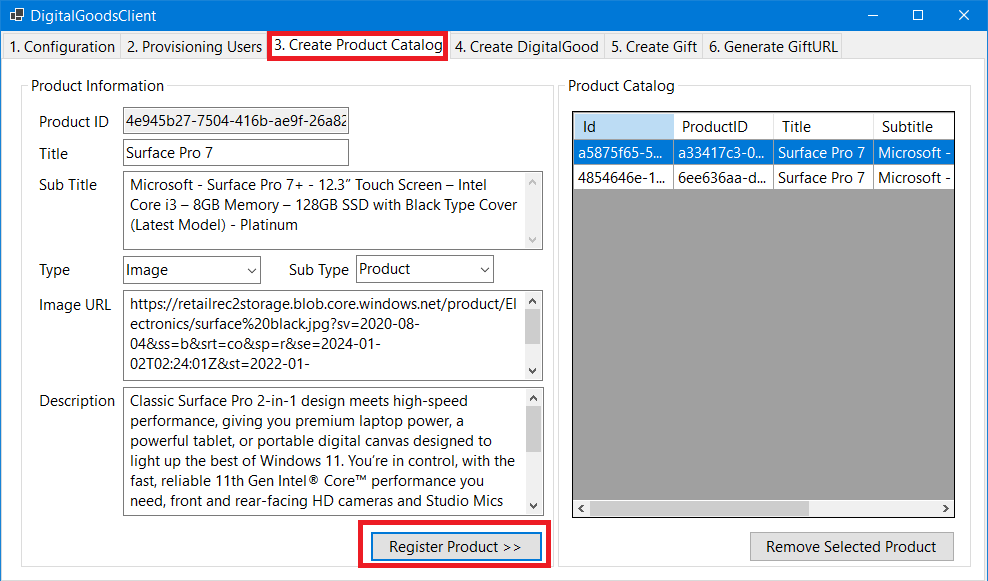 DigitalGoodsClient
1. Configuration 2. Provisioning Users 3. Create Product Catalog 4. Create DigitalGood 5. Create Gift 6. Generate GiftURL
Product Information
Product ID 4e945b27-7504-416b-ae9f-26a82
Title Surface Pro 7
Sub Title Microsoft - Surface Pro 7+ - 12.3” Touch Screen – Intel
Core i3 – 8GB Memory – 128GB SSD with Black Type Cover
(Latest Model) - Platinum
Type Image Sub Type Product
Image URL https://retailrec2storage.blob.core.windows.net/product/El
ectronics/surface%20black.jpg?sv=2020-08-
04&ss=b&srt=co&sp=r&se=2024-01-
02T02:24:01Z&st=2022-01-
Description Classic Surface Pro 2-in-1 design meets high-speed
performance, giving you premium laptop power, a
powerful tablet, or portable digital canvas designed to
light up the best of Windows 11. You’re in control, with the
fast, reliable 11th Gen Intel® Core™ performance you
need, front and rear-facing HD cameras and Studio Mics
Register Product >>
Product Catalog
Id ProductID Title Subtitle
a5875f65-5... a33417c3-0... Surface Pro 7 Microsoft -
4854646e-1... 6ee636aa-d... Surface Pro 7 Microsoft -
Remove Selected Product